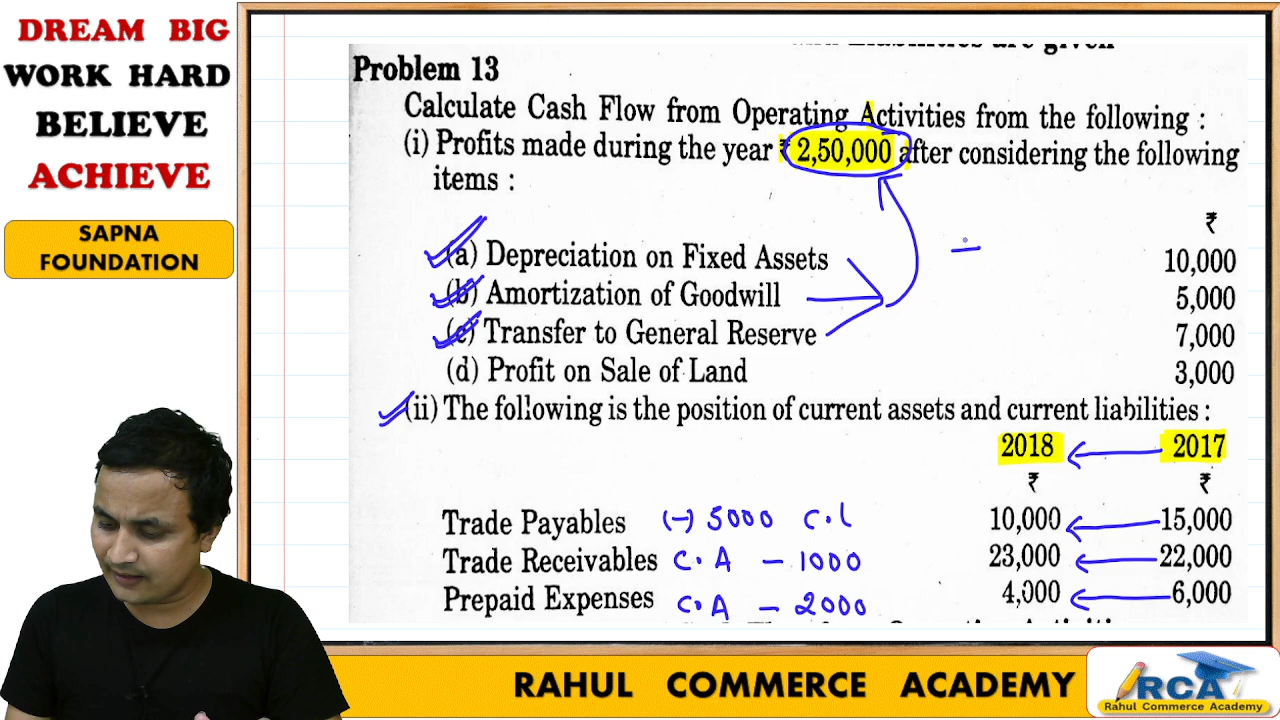 DREAM BIG
WORK HARD
BELIEVE
ACHIEVE
SAPNA
FOUNDATION
Liabilities are given
Problem 13
Calculate Cash Flow from Operating Activities from the following :
(i) Profits made during the year ₹ 2,50,000 after considering the following
items :
₹
(a) Depreciation on Fixed Assets 10,000
(b) Amortization of Goodwill 5,000
(c) Transfer to General Reserve 7,000
(d) Profit on Sale of Land 3,000
(ii) The following is the position of current assets and current liabilities :
2018 2017
₹ ₹
Trade Payables (-) 5000 C.L 10,000 15,000
Trade Receivables C.A - 1000 23,000 22,000
Prepaid Expenses C.A - 2000 4,000 6,000
RAHUL COMMERCE ACADEMY
RCA
Rahul Commerce Academy